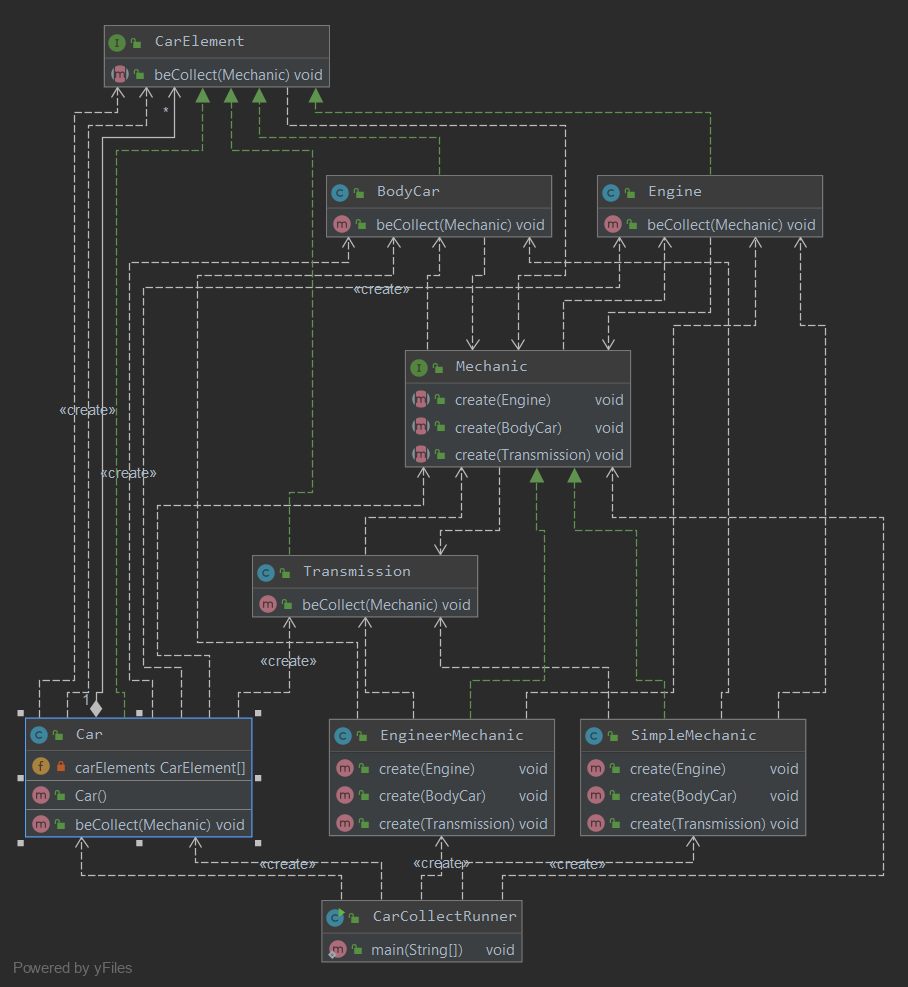 CarElement
beCollect(Mechanic) void
*
BodyCar
beCollect(Mechanic) void
Engine
beCollect(Mechanic) void
«create»
Mechanic
create(Engine) void
create(BodyCar) void
create(Transmission) void
«create»
«create»
Transmission
beCollect(Mechanic) void
«create»
1
Car
carElements CarElement[]
Car()
beCollect(Mechanic) void
EngineerMechanic
create(Engine) void
create(BodyCar) void
create(Transmission) void
SimpleMechanic
create(Engine) void
create(BodyCar) void
create(Transmission) void
«create»
«create»
«create»
CarCollectRunner
main(String[]) void
Powered by yFiles